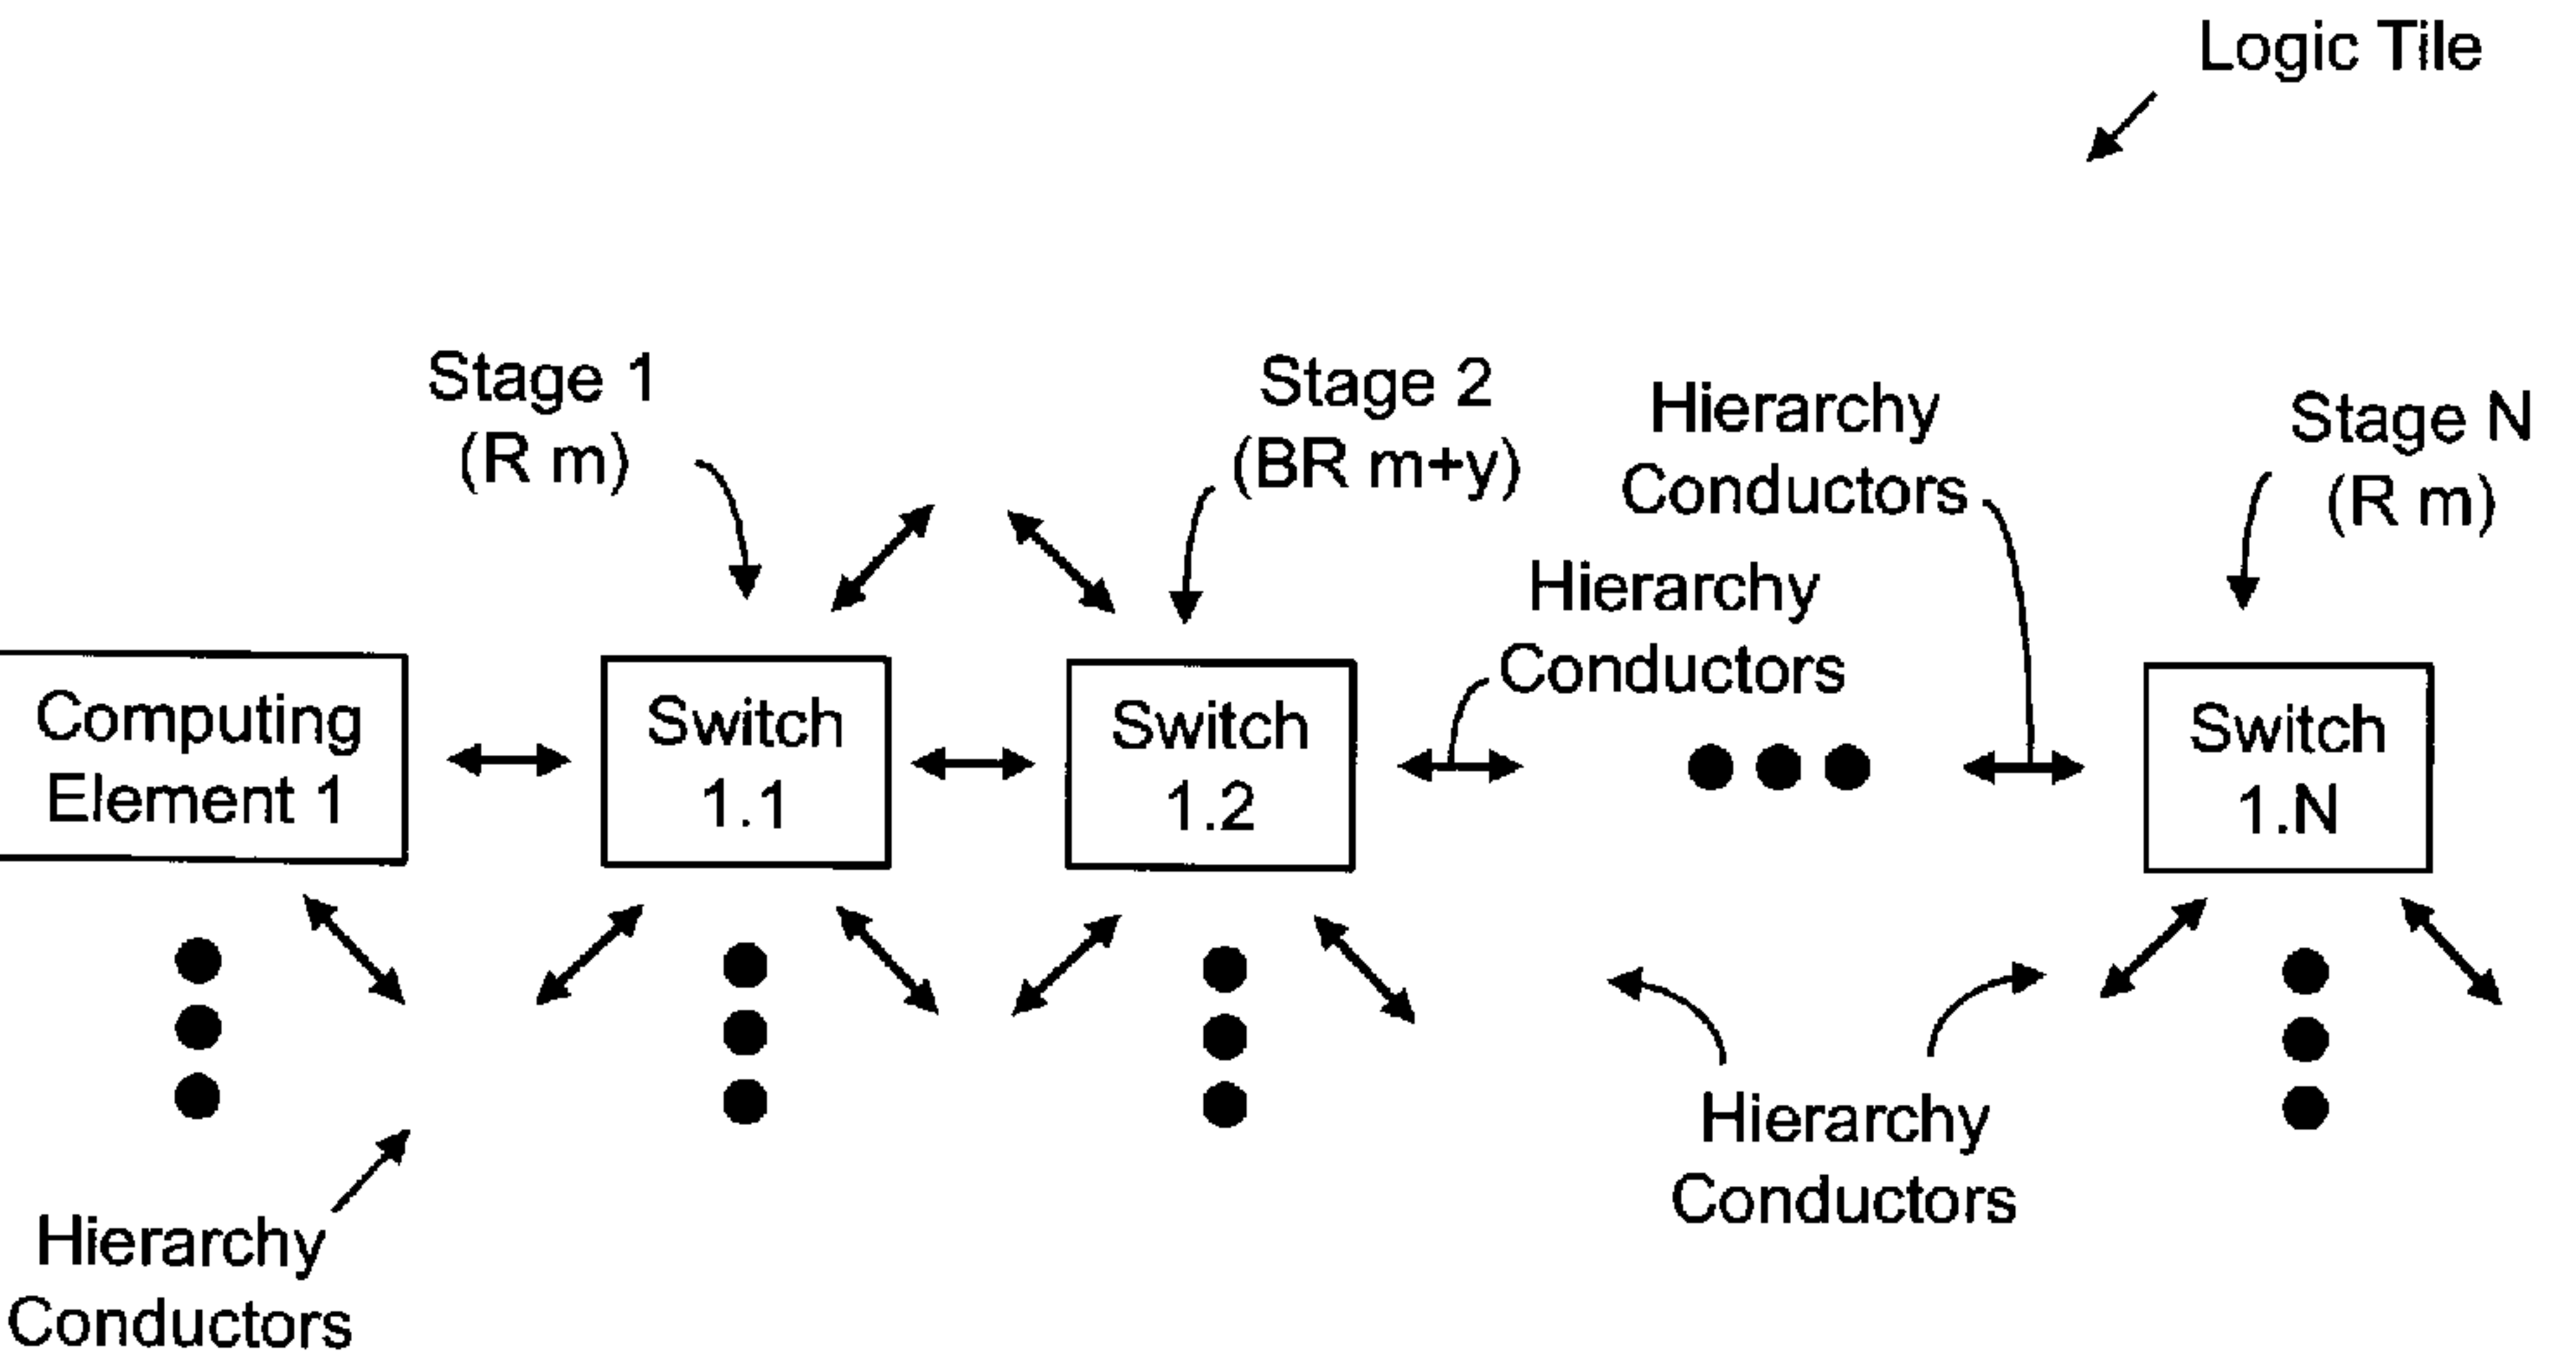 Logic Tile
Stage 1
(R m)
Stage 2
(BR m+y)
Hierarchy
Conductors
Hierarchy
Conductors
Stage N
(R m)
Computing
Element 1
Switch
1.1
Switch
1.2
Switch
1.N
Hierarchy
Conductors
Hierarchy
Conductors